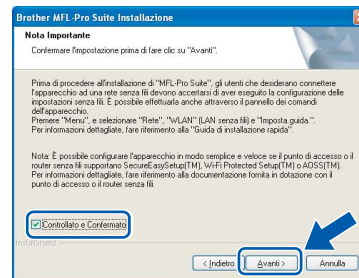 Brother MFL-Pro Suite Installazione
Nota Importante
Confermare l'impostazione prima di fare clic su "Avanti".
Prima di procedere all'installazione di "MFL-Pro Suite", gli utenti che desiderano connettere
l'apparecchio ad una rete senza fili devono accertarsi di aver eseguito la configurazione delle
impostazioni senza fili. È possibile effettuarla anche attraverso il pannello dei comandi
dell'apparecchio.
Premere "Menu", e selezionare "Rete", "WLAN" (LAN senza fili) e "Imposta.guida.".
Per informazioni dettagliate, fare riferimento alla "Guida di installazione rapida".
Nota: È possibile configurare l'apparecchio in modo semplice e veloce se il punto di accesso o il
router senza fili supportano SecureEasySetup(TM), Wi-Fi Protected Setup(TM) o AOSS(TM).
Per informazioni dettagliate, fare riferimento alla documentazione fornita in dotazione con il
punto di accesso o il router senza fili.
Controllato e Confermato
< Indietro
Avanti >
Annulla